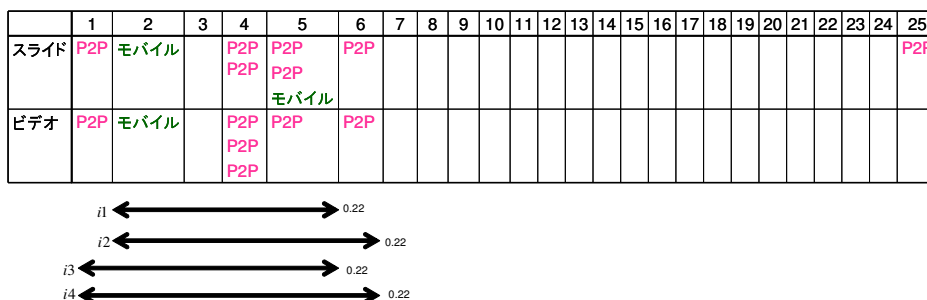 1 2 3 4 5 6 7 8 9 10 11 12 13 14 15 16 17 18 19 20 21 22 23 24 25
スライド P2P モバイル P2P P2P P2P P2P
P2P P2P
モバイル
ビデオ P2P モバイル P2P P2P P2P
P2P
P2P
i1 0.22
i2 0.22
i3 0.22
i4 0.22